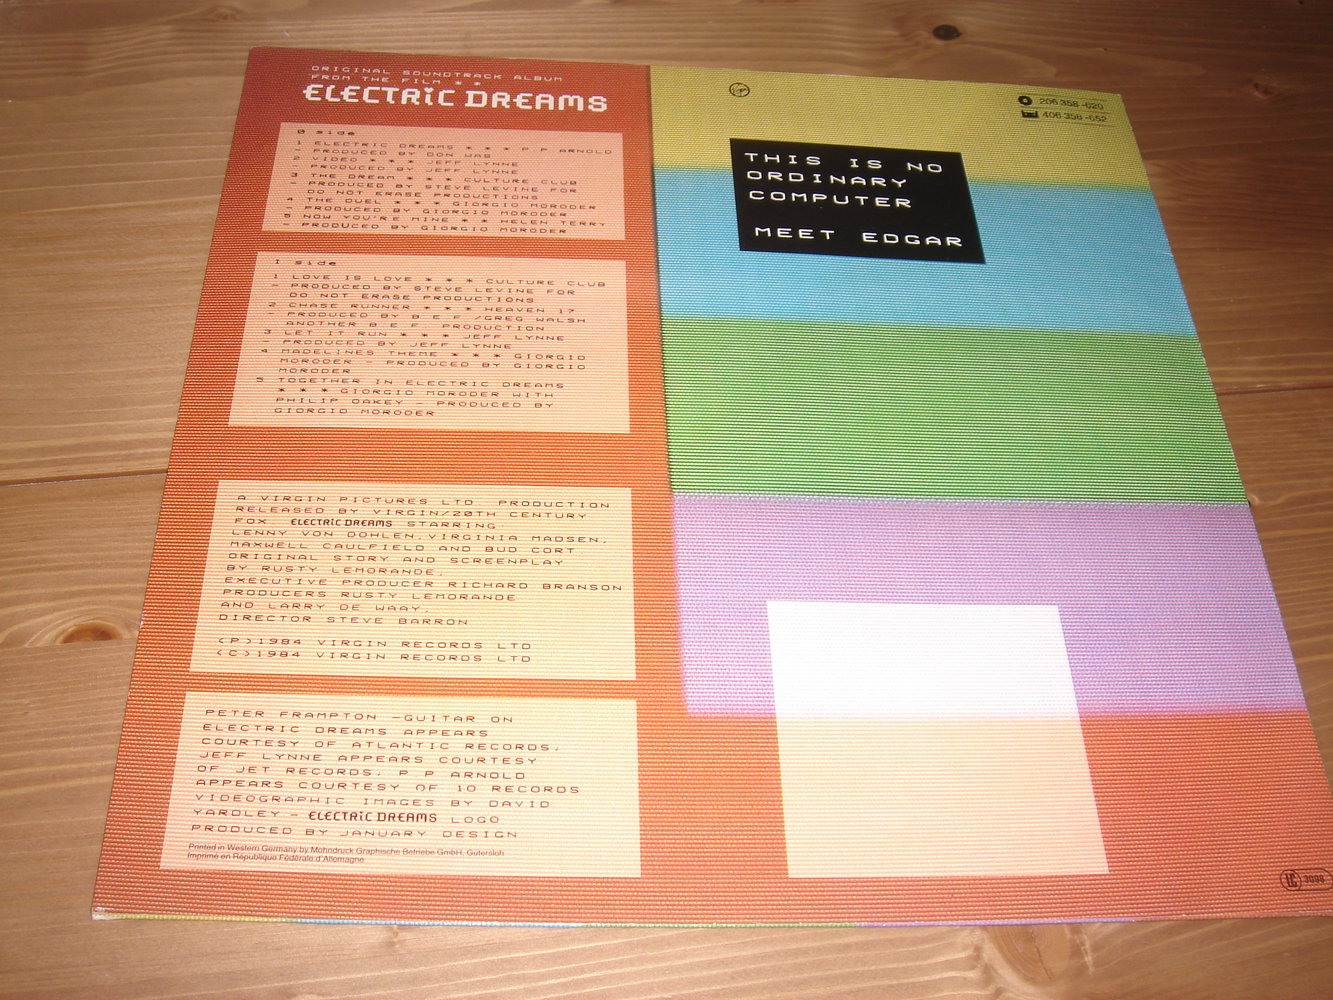 ORIGINAL SOUNDTRACK ALBUM
FROM THE FILM * *
ELECTRIC DREAMS
0 side
1 ELECTRIC DREAMS * * * P P ARNOLD
- PRODUCED BY DON WAS
2 VIDEO * * * JEFF LYNNE
- PRODUCED BY JEFF LYNNE
3 THE DREAM * * * CULTURE CLUB
- PRODUCED BY STEVE LEVINE FOR
DO NOT ERASE PRODUCTIONS
4 THE DUEL * * * GIORGIO MORODER
- PRODUCED BY GIORGIO MORODER
5 NOW YOU'RE MINE * * HELEN TERRY
- PRODUCED BY GIORGIO MORODER
1 side
1 LOVE IS LOVE * * * CULTURE CLUB
- PRODUCED BY STEVE LEVINE FOR
DO NOT ERASE PRODUCTIONS
2 CHASE RUNNER * * * HEAVEN 17
- PRODUCED BY B E F /GREG WALSH
ANOTHER B E F PRODUCTION
3 LET IT RUN * * * JEFF LYNNE
- PRODUCED BY JEFF LYNNE
4 MADELINES THEME * * * GIORGIO
MORODER - PRODUCED BY GIORGIO
MORODER
5 TOGETHER IN ELECTRIC DREAMS
* * * GIORGIO MORODER WITH
PHILIP OAKEY - PRODUCED BY
GIORGIO MORODER
A VIRGIN PICTURES LTD PRODUCTION
RELEASED BY VIRGIN/20TH CENTURY
FOX ELECTRIC DREAMS STARRING
LENNY VON DOHLEN, VIRGINIA MADSEN,
MAXWELL CAULFIELD AND BUD CORT
ORIGINAL STORY AND SCREENPLAY
BY RUSTY LEMORANDE,
EXECUTIVE PRODUCER RICHARD BRANSON
PRODUCERS RUSTY LEMORANDE
AND LARRY DE WAAY,
DIRECTOR STEVE BARRON
(P)1984 VIRGIN RECORDS LTD
(C)1984 VIRGIN RECORDS LTD
PETER FRAMPTON -GUITAR ON
ELECTRIC DREAMS APPEARS
COURTESY OF ATLANTIC RECORDS,
JEFF LYNNE APPEARS COURTESY
OF JET RECORDS, P P ARNOLD
APPEARS COURTESY OF 10 RECORDS
VIDEOGRAPHIC IMAGES BY DAVID
YARDLEY - ELECTRIC DREAMS LOGO
PRODUCED BY JANUARY DESIGN
Printed in Western Germany by Mohndruck Graphische Betriebe GmbH, Gütersloh
Imprimé en République Fédérale d'Allemagne
Virgin
206 358 -620
406 358 -652
THIS IS NO
ORDINARY
COMPUTER
MEET EDGAR
LC 3098